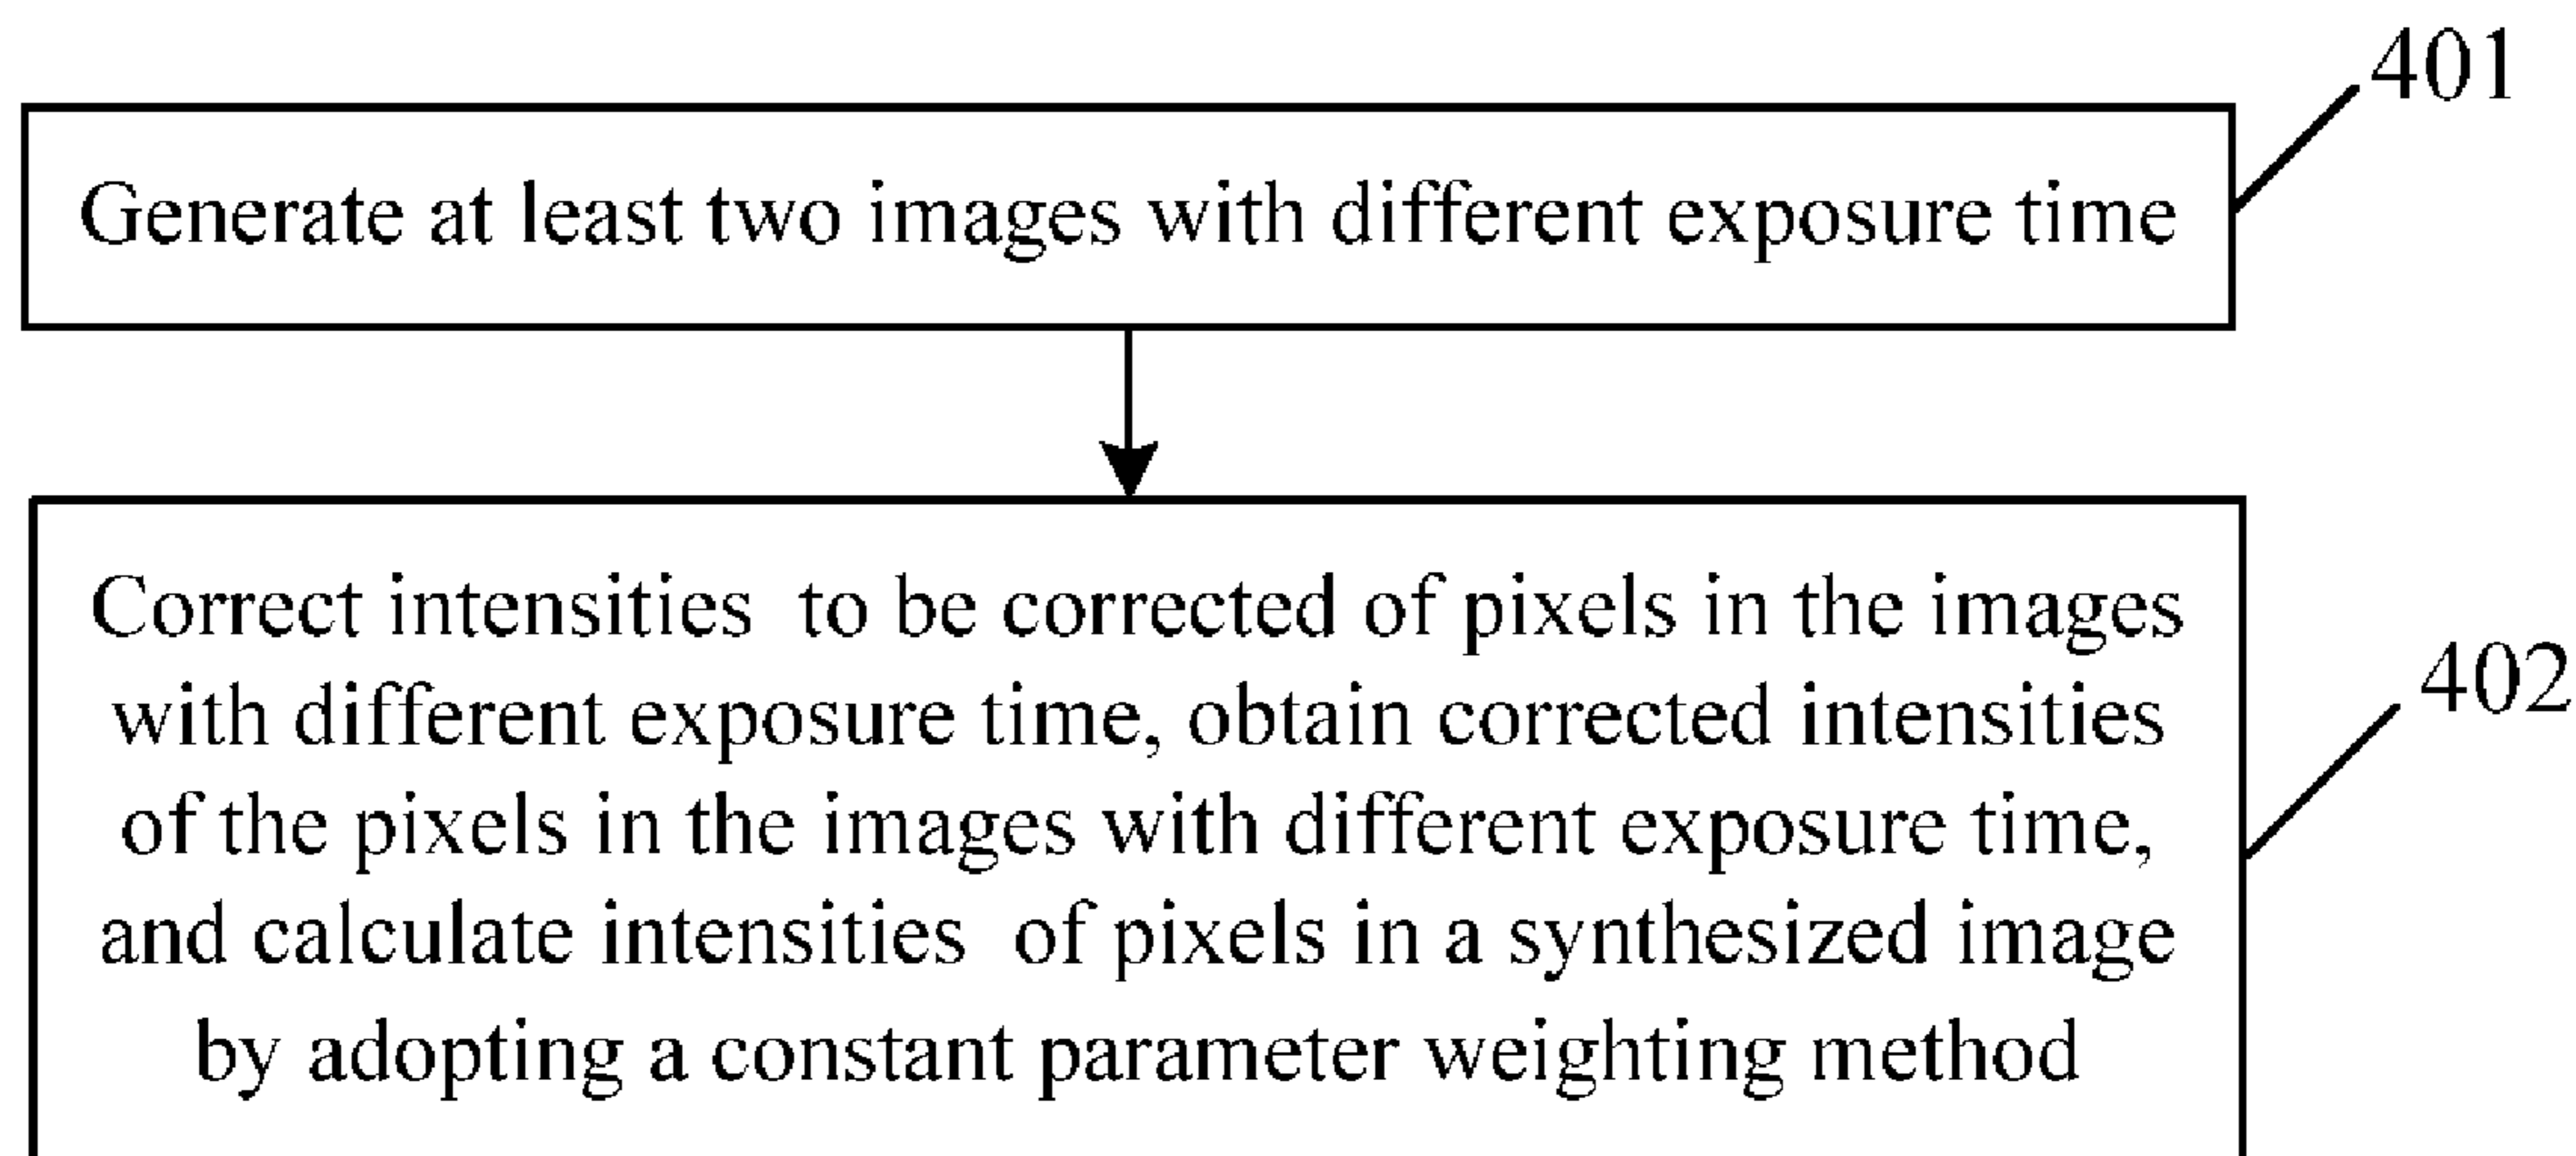 401
Generate at least two images with different exposure time
Correct intensities to be corrected of pixels in the images
with different exposure time, obtain corrected intensities
of the pixels in the images with different exposure time,
and calculate intensities of pixels in a synthesized image
by adopting a constant parameter weighting method
402